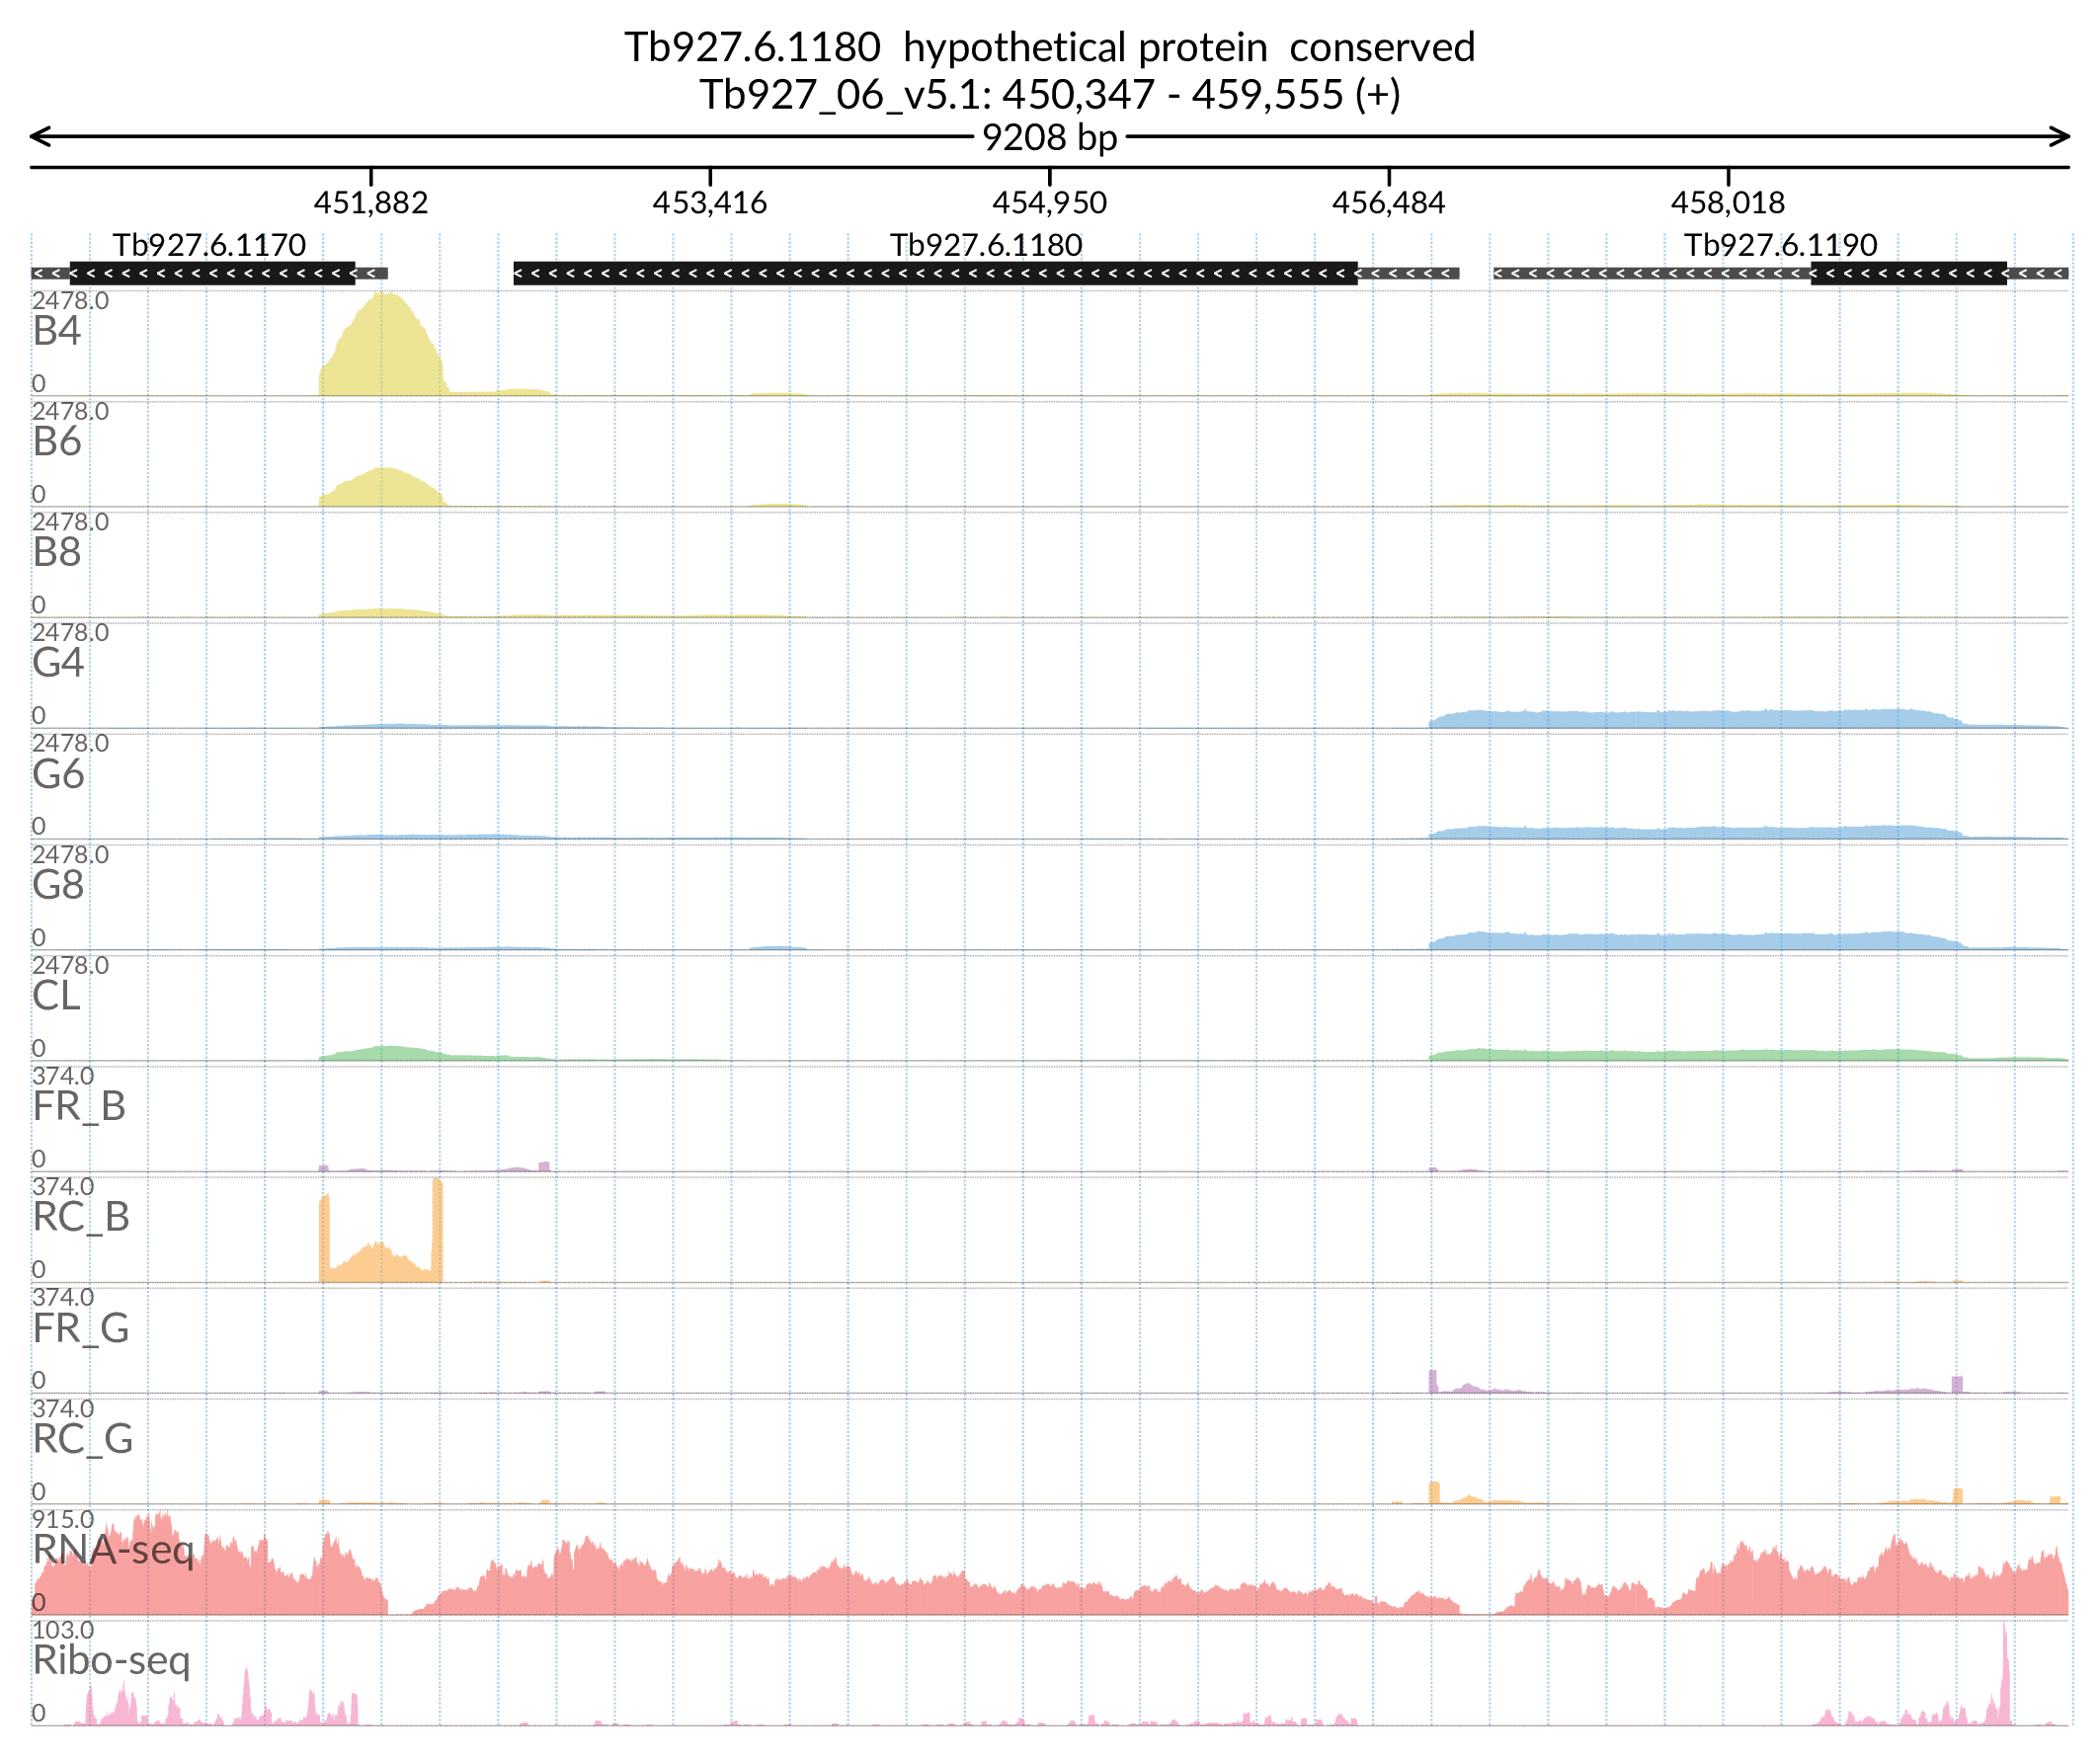 Tb927.6.1180 hypothetical protein conserved
Tb927_06_v5.1: 450,347 - 459,555 (+)
9208 bp
451,882 453,416 454,950 456,484 458,018
Tb927.6.1170 Tb927.6.1180 Tb927.6.1190
2478.0
B4
0
2478.0
B6
0
2478.0
B8
0
2478.0
G4
0
2478.0
G6
0
2478.0
G8
0
2478.0
CL
0
374.0
FR_B
0
374.0
RC_B
0
374.0
FR_G
0
374.0
RC_G
0
915.0
RNA-seq
0
103.0
Ribo-seq
0